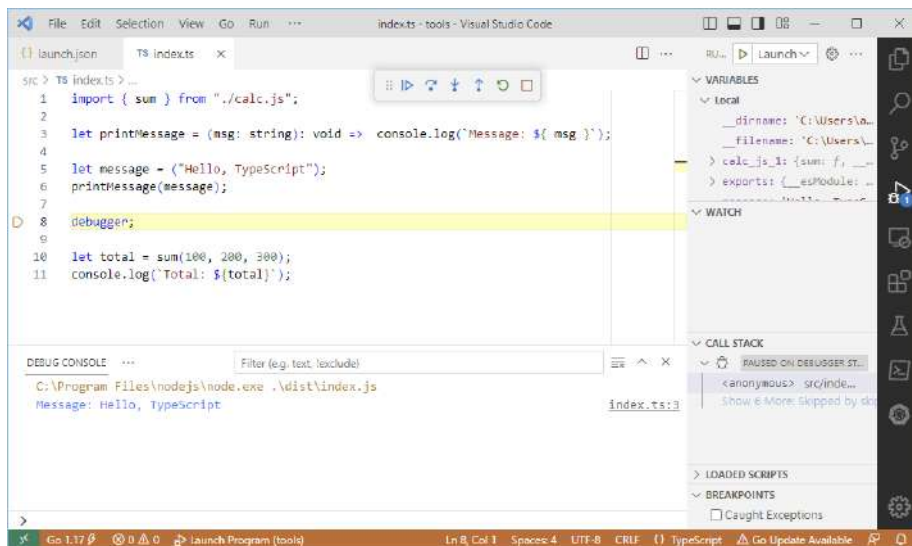 File Edit Selection View Go Run ··· index.ts - tools - Visual Studio Code
{} launch.json TS index.ts × ···
RU... Launch ···
src > TS index.ts > ...
1 import { sum } from "./calc.js";
2
3 let printMessage = (msg: string): void => console.log(`Message: ${ msg }`);
4
5 let message = ("Hello, TypeScript");
6 printMessage(message);
7
8 debugger;
9
10 let total = sum(100, 200, 300);
11 console.log(`Total: ${total}`);
VARIABLES
Local
__dirname: 'C:\Users\a...
__filename: 'C:\Users\...
> calc_js_1: {sum: ƒ, __...
> exports: {__esModule: ...
WATCH
CALL STACK
PAUSED ON DEBUGGER ST...
<anonymous> src/inde...
Show 6 More: Skipped by ski
> LOADED SCRIPTS
BREAKPOINTS
Caught Exceptions
1
DEBUG CONSOLE ··· Filter (e.g. text, !exclude)
C:\Program Files\nodejs\node.exe .\dist\index.js
Message: Hello, TypeScript index.ts:3
>
Go 1.17 0 0 Launch Program (tools) Ln 8, Col 1 Spaces: 4 UTF-8 CRLF {} TypeScript Go Update Available